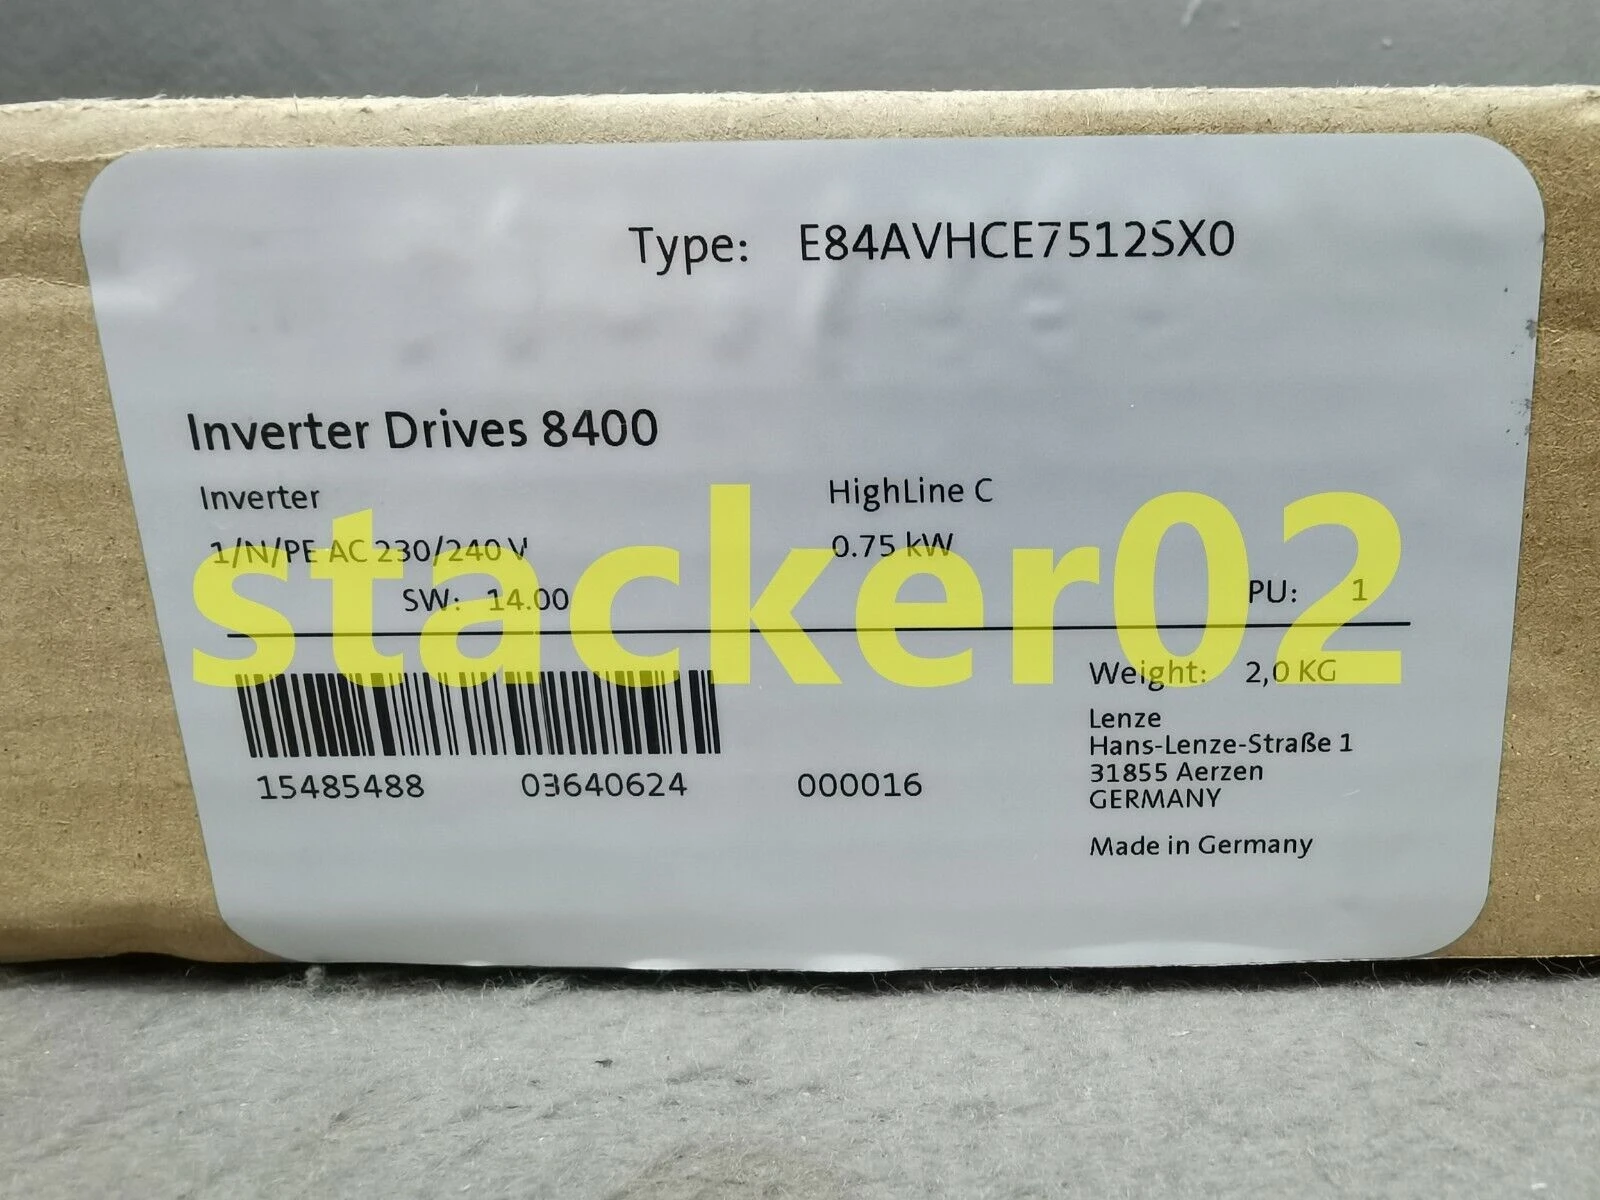 Type: E84AVHCE7512SX0
Inverter Drives 8400
Inverter HighLine C
1/N/PE AC 230/240 V 0.75 kW
SW: 14.00 PU: 1
stacker02
Weight: 2,0 KG
Lenze
Hans-Lenze-Straße 1
31855 Aerzen
GERMANY
15485488 03640624 000016
Made in Germany